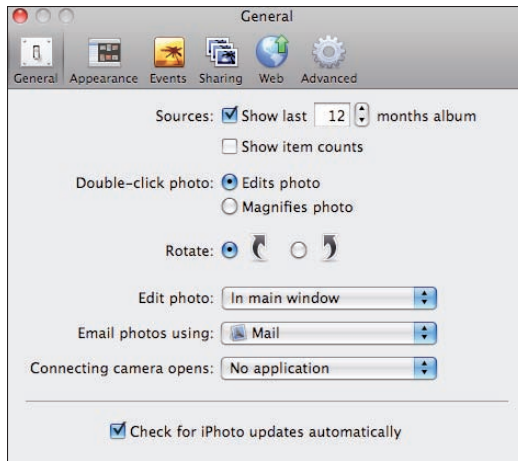 General
General Appearance Events Sharing Web Advanced
Sources: Show last 12 months album
Show item counts
Double-click photo: Edits photo
Magnifies photo
Rotate:
Edit photo: In main window
Email photos using: Mail
Connecting camera opens: No application
Check for iPhoto updates automatically